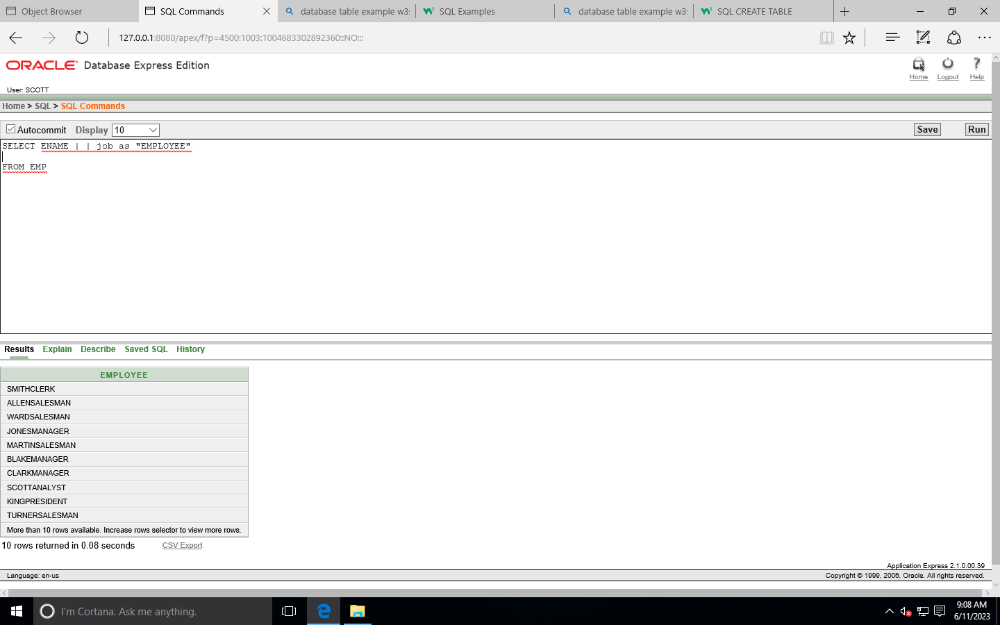 Object Browser
SQL Commands
database table example w3:
SQL Examples
database table example w3:
SQL CREATE TABLE
127.0.0.1:8080/apex/f?p=4500:1003:1004683302892360::NO:::
ORACLE Database Express Edition
Home Logout Help
User: SCOTT
Home > SQL > SQL Commands
Autocommit Display 10 Save Run
SELECT ENAME | | job as "EMPLOYEE"
FROM EMP
Results Explain Describe Saved SQL History
EMPLOYEE
SMITHCLERK
ALLENSALESMAN
WARDSALESMAN
JONESMANAGER
MARTINSALESMAN
BLAKEMANAGER
CLARKMANAGER
SCOTTANALYST
KINGPRESIDENT
TURNERSALESMAN
More than 10 rows available. Increase rows selector to view more rows.
10 rows returned in 0.08 seconds CSV Export
Application Express 2.1.0.00.39
Language: en-us Copyright © 1999, 2006, Oracle. All rights reserved.
I'm Cortana. Ask me anything.
9:08 AM
6/11/2023